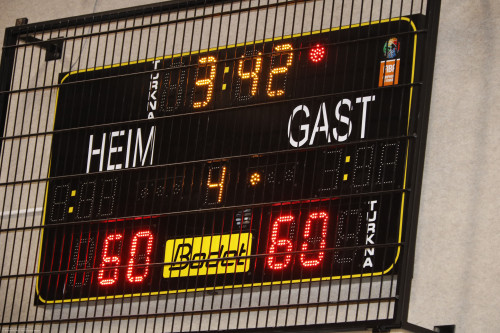 TURKNA
3:42
HEIM
GAST
4
60
Bodet
60
TURKNA